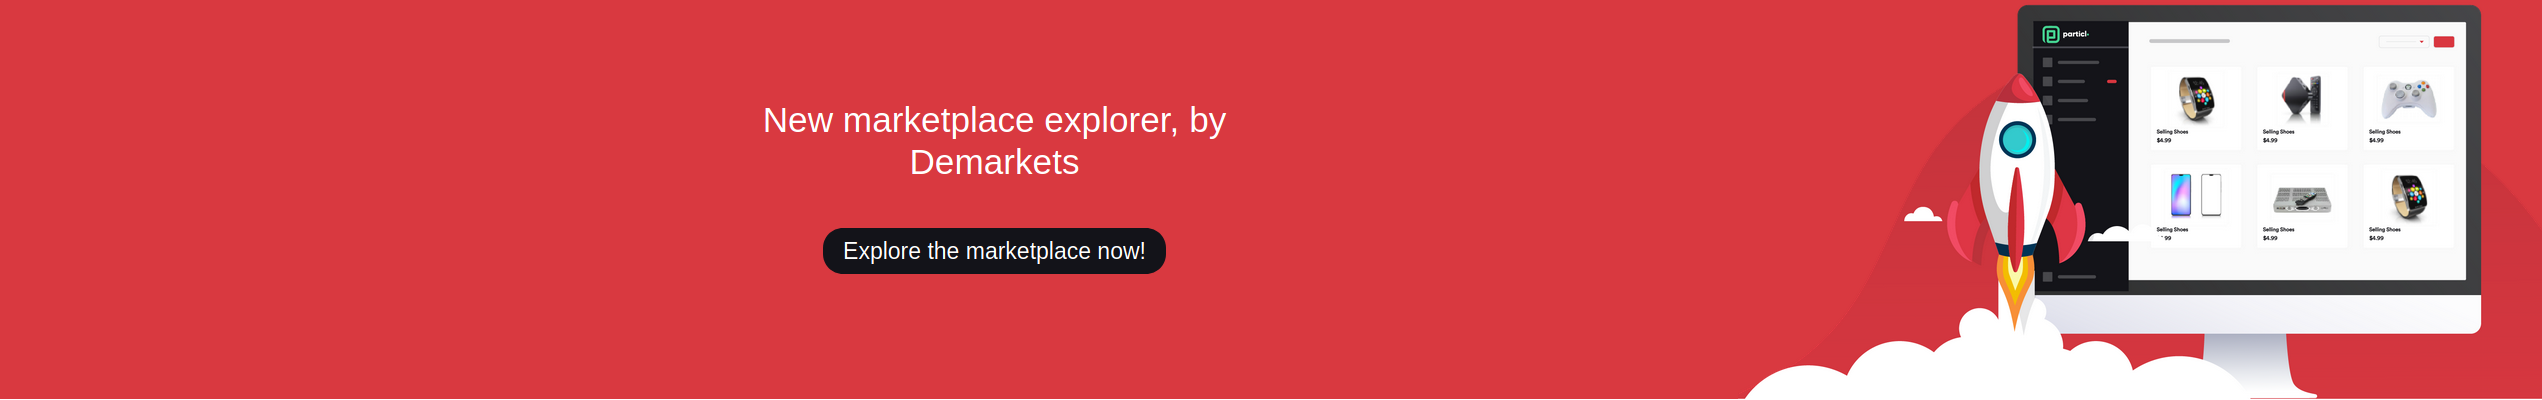 New marketplace explorer, by
Demarkets
Explore the marketplace now!
particl
Selling Shoes
$4.99
Selling Shoes
$4.99
Selling Shoes
$4.99
Selling Shoes
99
Selling Shoes
$4.99
Selling Shoes
$4.99